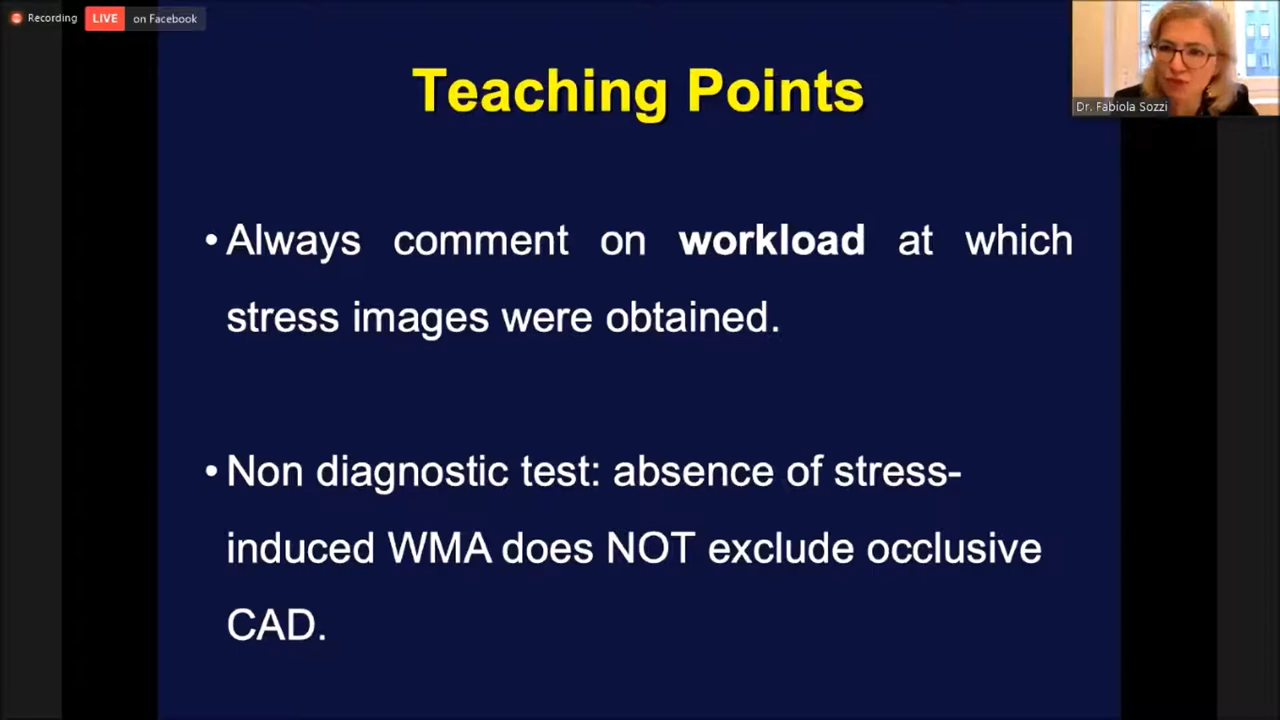 Recording LIVE on Facebook
Dr. Fabiola Sozzi
Teaching Points
• Always comment on workload at which
stress images were obtained.
• Non diagnostic test: absence of stress-
induced WMA does NOT exclude occlusive
CAD.